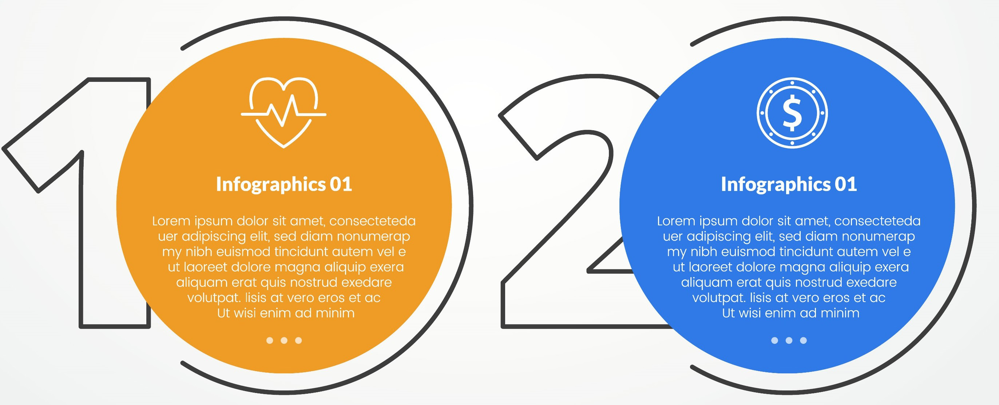 1
Infographics 01
Lorem ipsum dolor sit amet, consecteteda
uer adipiscing elit, sed diam nonumerap
my nibh euismod tincidunt autem vel e
ut laoreet dolore magna aliquip exera
aliquam erat quis nostrud exedare
volutpat. lisis at vero eros et ac
Ut wisi enim ad minim
2
$
Infographics 01
Lorem ipsum dolor sit amet, consecteteda
uer adipiscing elit, sed diam nonumerap
my nibh euismod tincidunt autem vel e
ut laoreet dolore magna aliquip exera
aliquam erat quis nostrud exedare
volutpat. lisis at vero eros et ac
Ut wisi enim ad minim